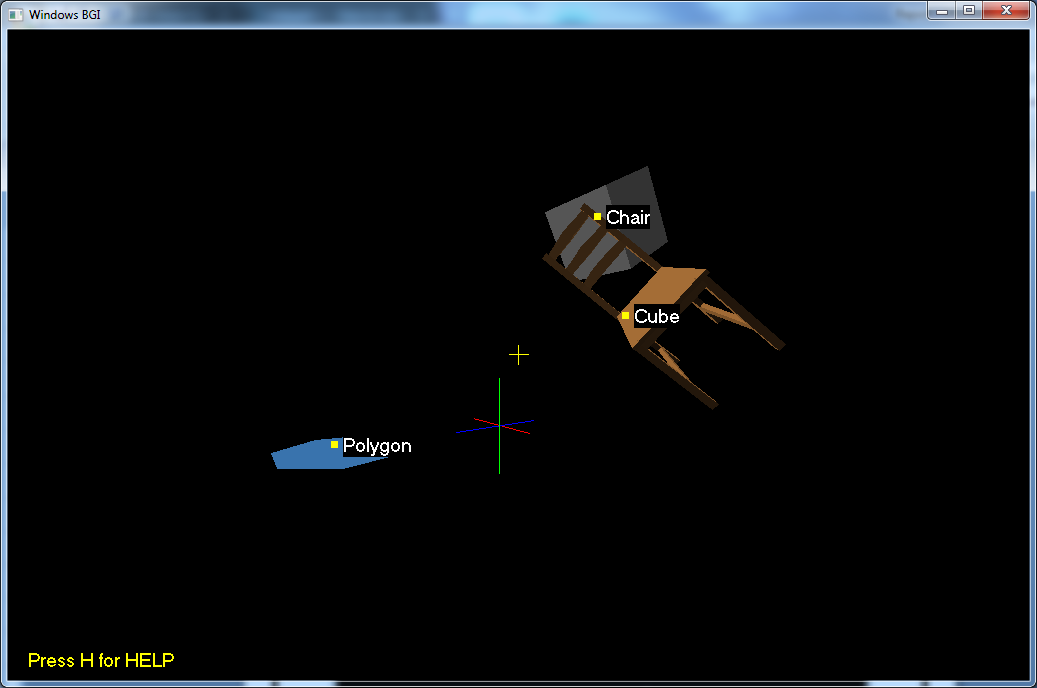 Windows BGI
Chair
Cube
Polygon
Press H for HELP